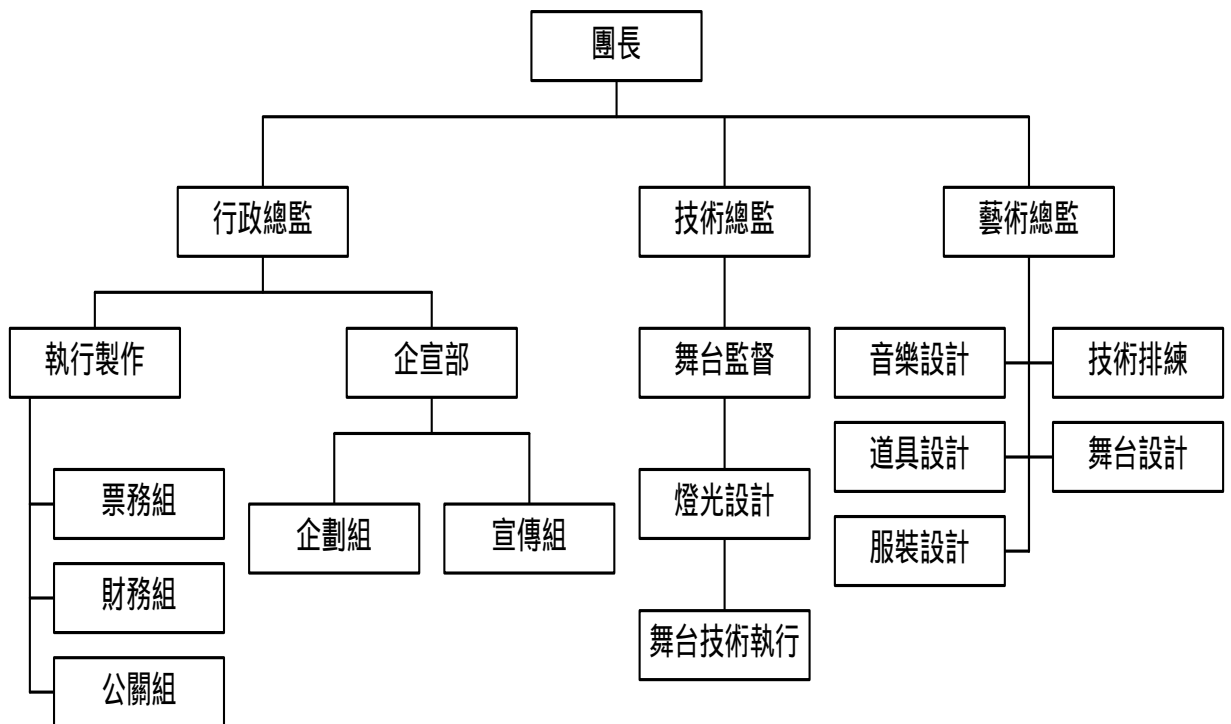 團長
行政總監
技術總監
藝術總監
執行製作
企宣部
舞台監督
音樂設計
技術排練
道具設計
舞台設計
票務組
企劃組
宣傳組
燈光設計
服裝設計
財務組
舞台技術執行
公關組